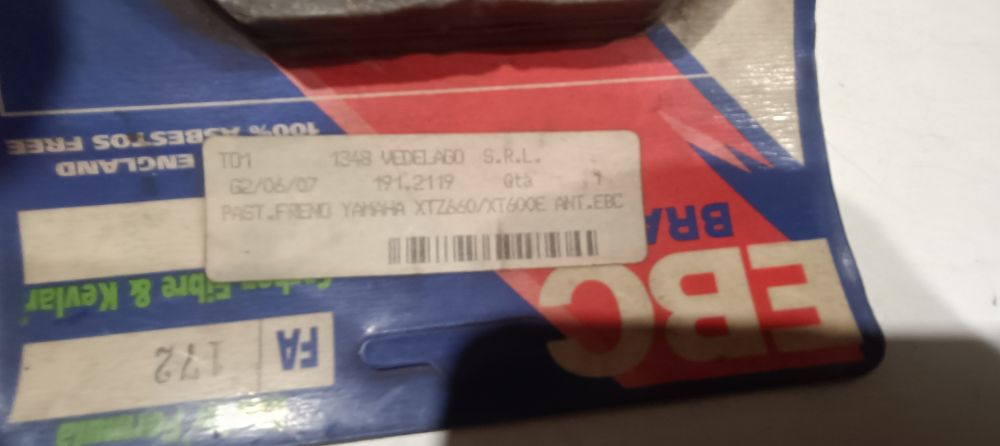 TO1 1348 VEDELAGO S.R.L.
G2/06/07 191.2119 Qtà 1
PAST.FRENO YAMAHA XTZ660/XT600E ANT.EBC
EBC
BRA
FA 172
Fibre & Kevlar
ENGLAND
100% ASBESTOS FREE